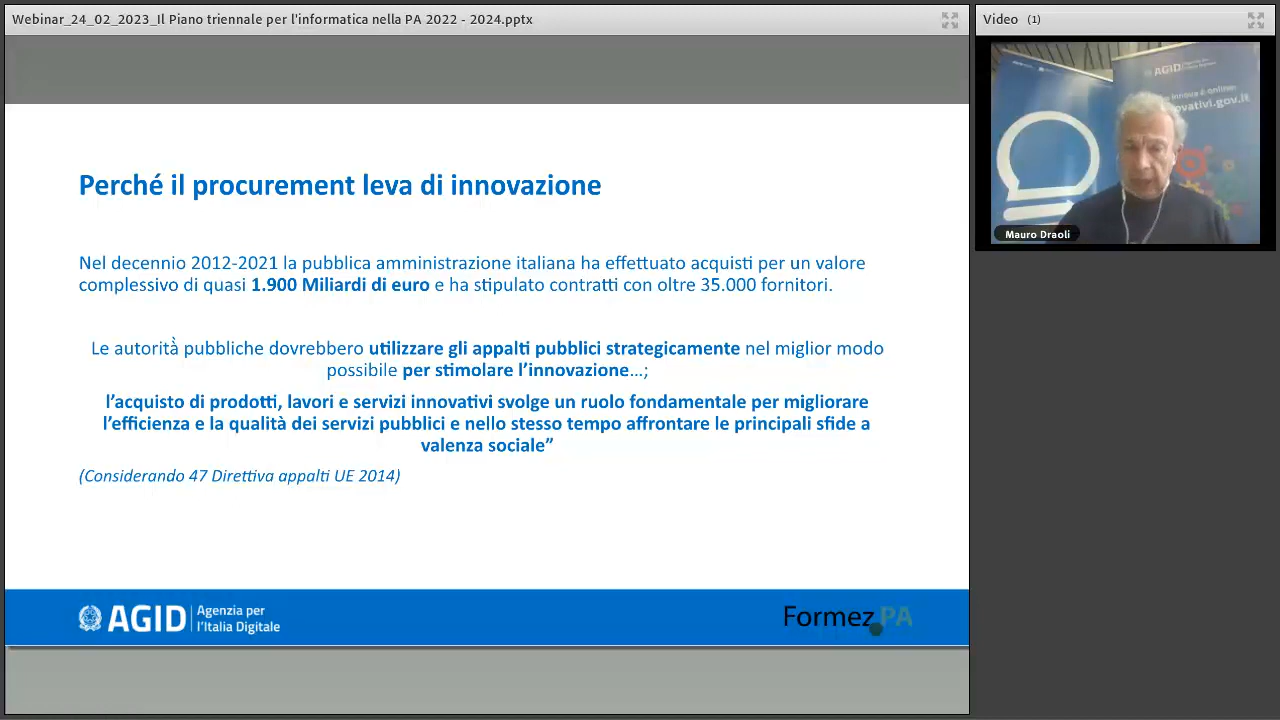 Webinar_24_02_2023_Il Piano triennale per l'informatica nella PA 2022 - 2024.pptx
Video (1)
AGID
Mauro Draoli
Perché il procurement leva di innovazione
Nel decennio 2012-2021 la pubblica amministrazione italiana ha effettuato acquisti per un valore
complessivo di quasi 1.900 Miliardi di euro e ha stipulato contratti con oltre 35.000 fornitori.
Le autorità pubbliche dovrebbero utilizzare gli appalti pubblici strategicamente nel miglior modo
possibile per stimolare l’innovazione…;
l’acquisto di prodotti, lavori e servizi innovativi svolge un ruolo fondamentale per migliorare
l’efficienza e la qualità dei servizi pubblici e nello stesso tempo affrontare le principali sfide a
valenza sociale”
(Considerando 47 Direttiva appalti UE 2014)
AGID
Agenzia per
l’Italia Digitale
Formez PA